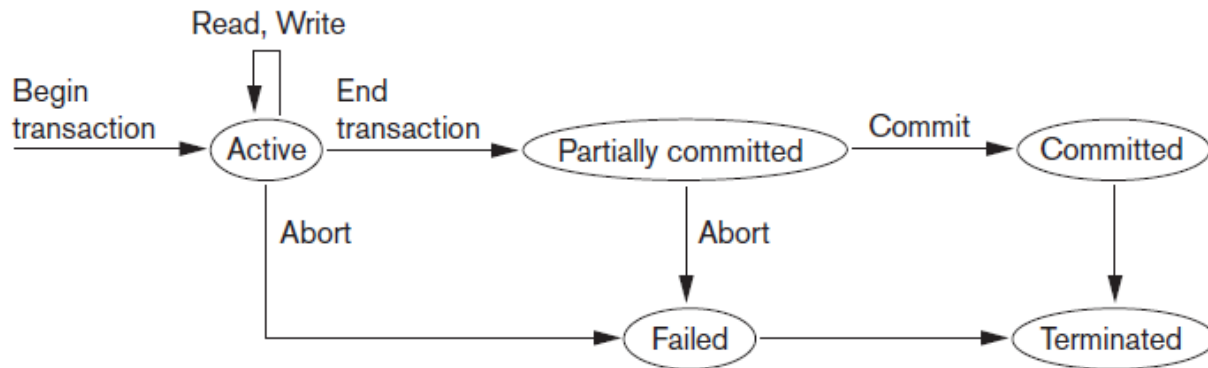 Read, Write
Begin
transaction
End
transaction
Active
Partially committed
Commit
Committed
Abort
Abort
Failed
Terminated